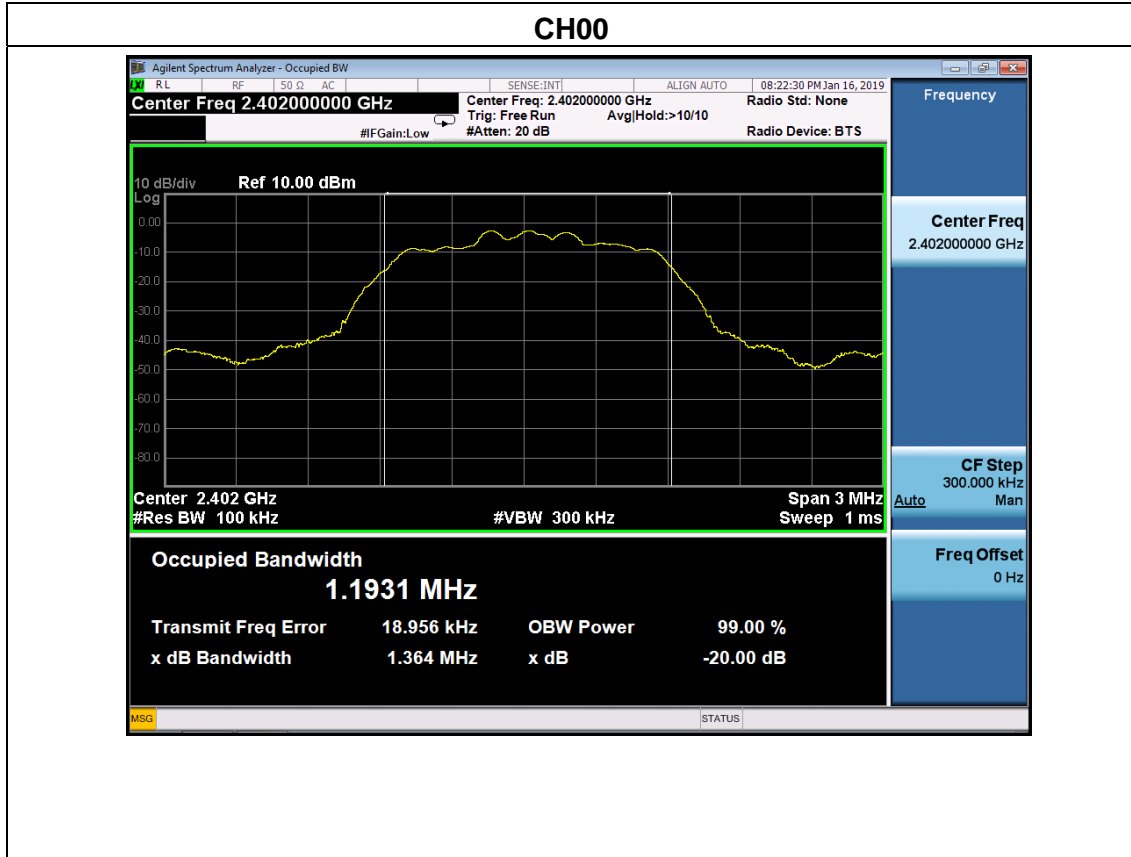 CH00
Agilent Spectrum Analyzer - Occupied BW
LXI RL RF 50 Ω AC SENSE:INT ALIGN AUTO 08:22:30 PM Jan 16, 2019
Center Freq 2.402000000 GHz Center Freq: 2.402000000 GHz Radio Std: None
Trig: Free Run Avg|Hold:>10/10
#IFGain:Low #Atten: 20 dB Radio Device: BTS
10 dB/div Ref 10.00 dBm
Log
0.00
-10.0
-20.0
-30.0
-40.0
-50.0
-60.0
-70.0
-80.0
Center 2.402 GHz Span 3 MHz
#Res BW 100 kHz #VBW 300 kHz Sweep 1 ms
Occupied Bandwidth
1.1931 MHz
Transmit Freq Error 18.956 kHz OBW Power 99.00 %
x dB Bandwidth 1.364 MHz x dB -20.00 dB
MSG STATUS
Frequency
Center Freq
2.402000000 GHz
CF Step
300.000 kHz
Auto Man
Freq Offset
0 Hz